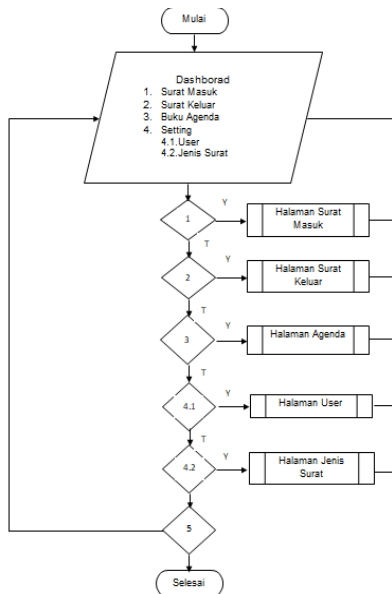 Mulai
Dashborad
1. Surat Masuk
2. Surat Keluar
3. Buku Agenda
4. Setting
4.1.User
4.2.Jenis Surat
1
Y
Halaman Surat
Masuk
T
2
Y
Halaman Surat
Keluar
T
3
Y
Halaman Agenda
T
4.1
Y
Halaman User
T
4.2
Y
Halaman Jenis
Surat
5
Selesai